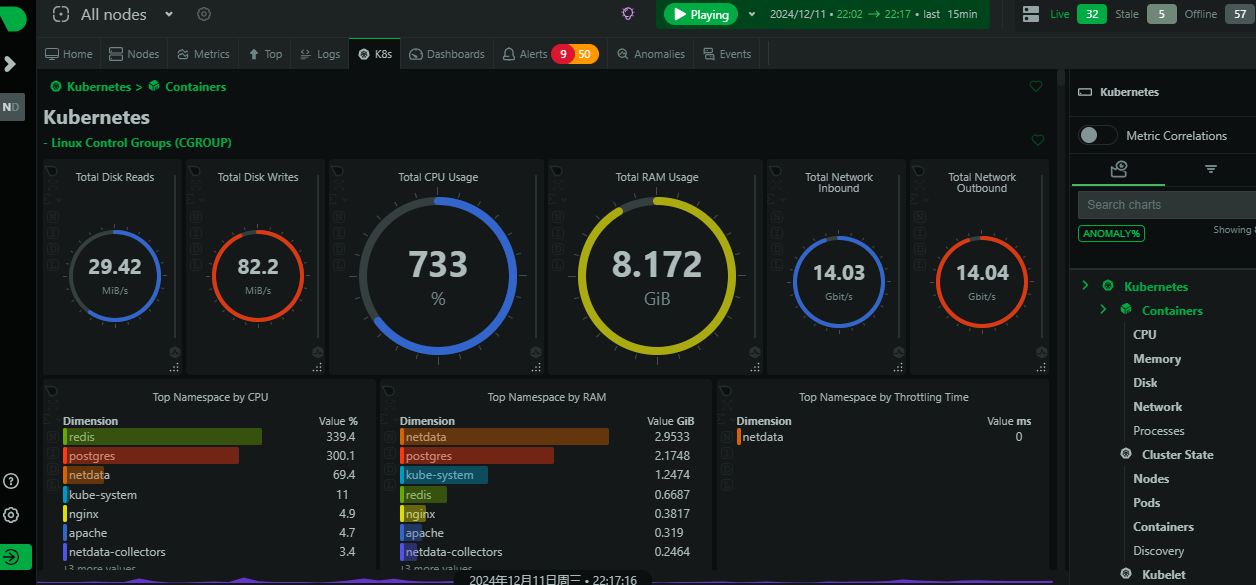 All nodes
Playing
2024/12/11 • 22:02 → 22:17 • last 15min
Live 32 Stale 5 Offline 57
Home Nodes Metrics Top Logs K8s Dashboards Alerts 9 50 Anomalies Events
ND
Kubernetes > Containers
Kubernetes
- Linux Control Groups (CGROUP)
Total Disk Reads
29.42
MiB/s
Total Disk Writes
82.2
MiB/s
Total CPU Usage
733
%
Total RAM Usage
8.172
GiB
Total Network
Inbound
14.03
Gbit/s
Total Network
Outbound
14.04
Gbit/s
Top Namespace by CPU
Dimension Value %
redis 339.4
postgres 300.1
netdata 69.4
kube-system 11
nginx 4.9
apache 4.7
netdata-collectors 3.4
+3 more values
Top Namespace by RAM
Dimension Value GiB
netdata 2.9533
postgres 2.1748
kube-system 1.2474
redis 0.6687
nginx 0.3817
apache 0.319
netdata-collectors 0.2464
+3 more values
Top Namespace by Throttling Time
Dimension Value ms
netdata 0
2024年12月11日周三 • 22:17:16
Kubernetes
Metric Correlations
Search charts
ANOMALY%
Showing
Kubernetes
Containers
CPU
Memory
Disk
Network
Processes
Cluster State
Nodes
Pods
Containers
Discovery
Kubelet